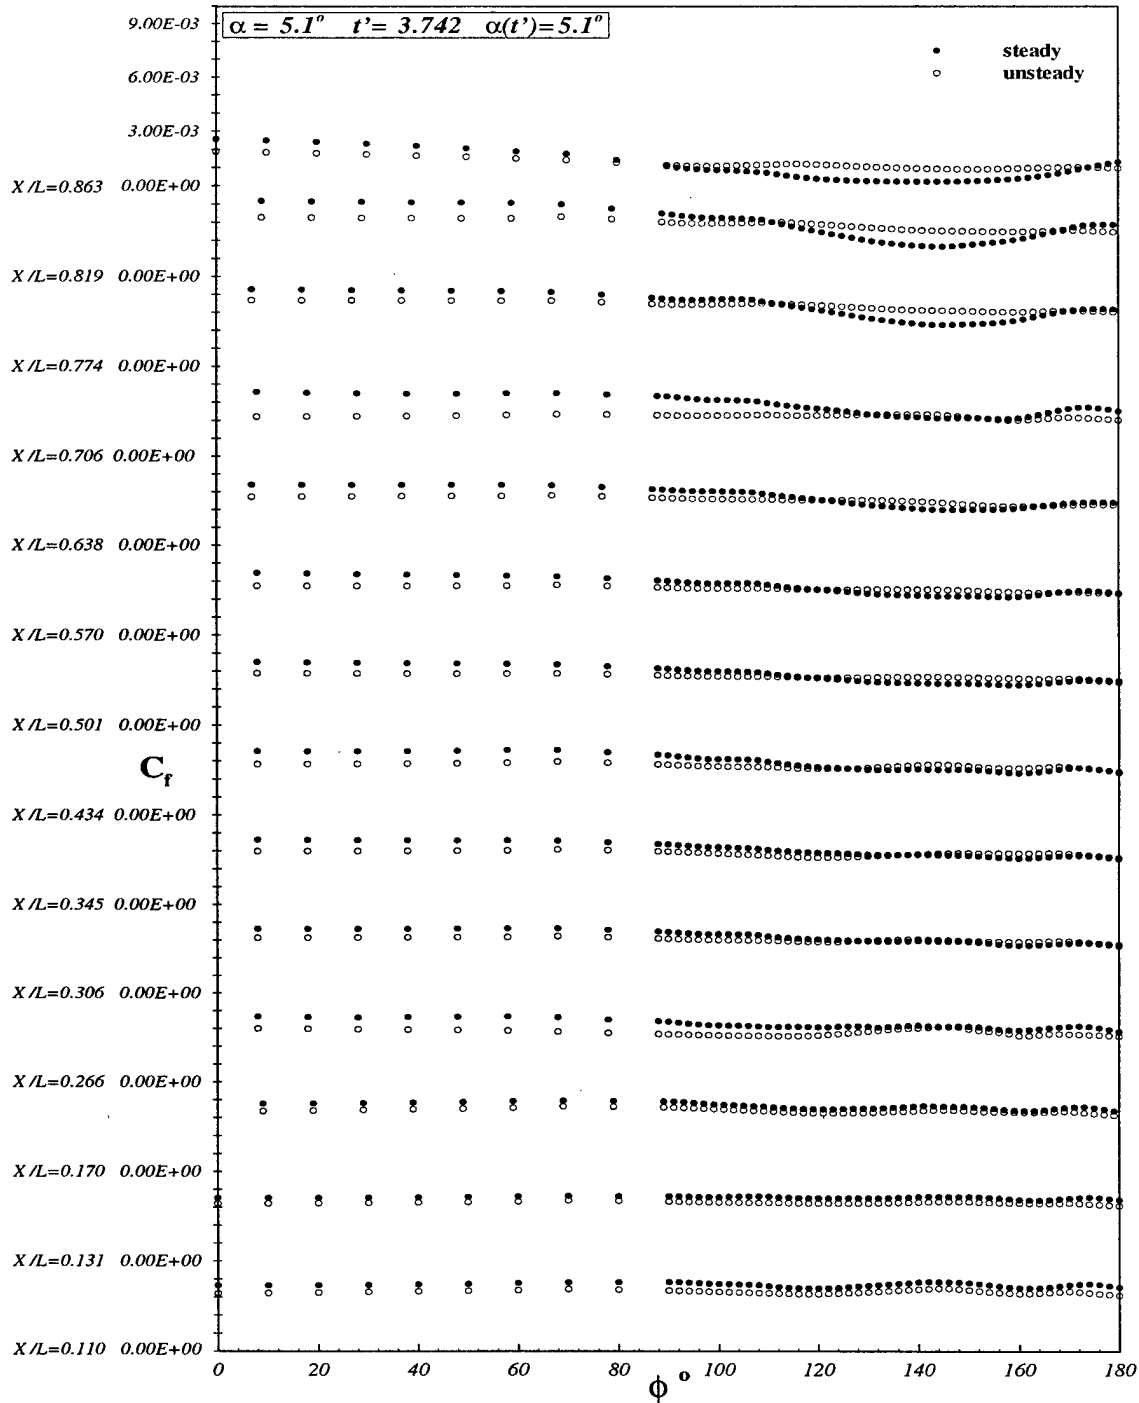 9.00E-03
α = 5.1° t'= 3.742 α(t')=5.1°
steady
6.00E-03
unsteady
3.00E-03
X/L=0.863 0.00E+00
X/L=0.819 0.00E+00
X/L=0.774 0.00E+00
X/L=0.706 0.00E+00
X/L=0.638 0.00E+00
X/L=0.570 0.00E+00
X/L=0.501 0.00E+00
Cf
X/L=0.434 0.00E+00
X/L=0.345 0.00E+00
X/L=0.306 0.00E+00
X/L=0.266 0.00E+00
X/L=0.170 0.00E+00
X/L=0.131 0.00E+00
X/L=0.110 0.00E+00
0 20 40 60 80 100 120 140 160 180
ϕ °